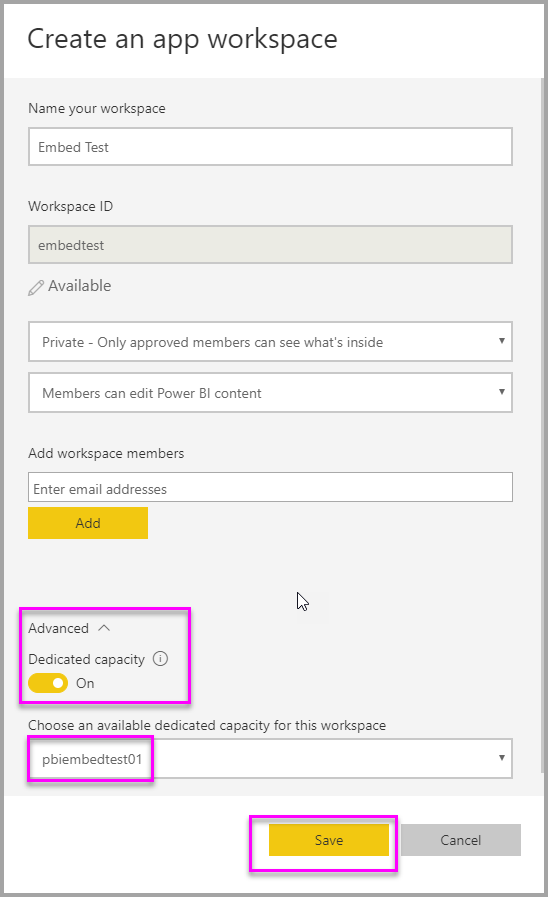 Create an app workspace
Name your workspace
Embed Test
Workspace ID
embedtest
Available
Private - Only approved members can see what's inside
Members can edit Power BI content
Add workspace members
Enter email addresses
Add
Advanced
Dedicated capacity
On
Choose an available dedicated capacity for this workspace
pbiembedtest01
Save
Cancel